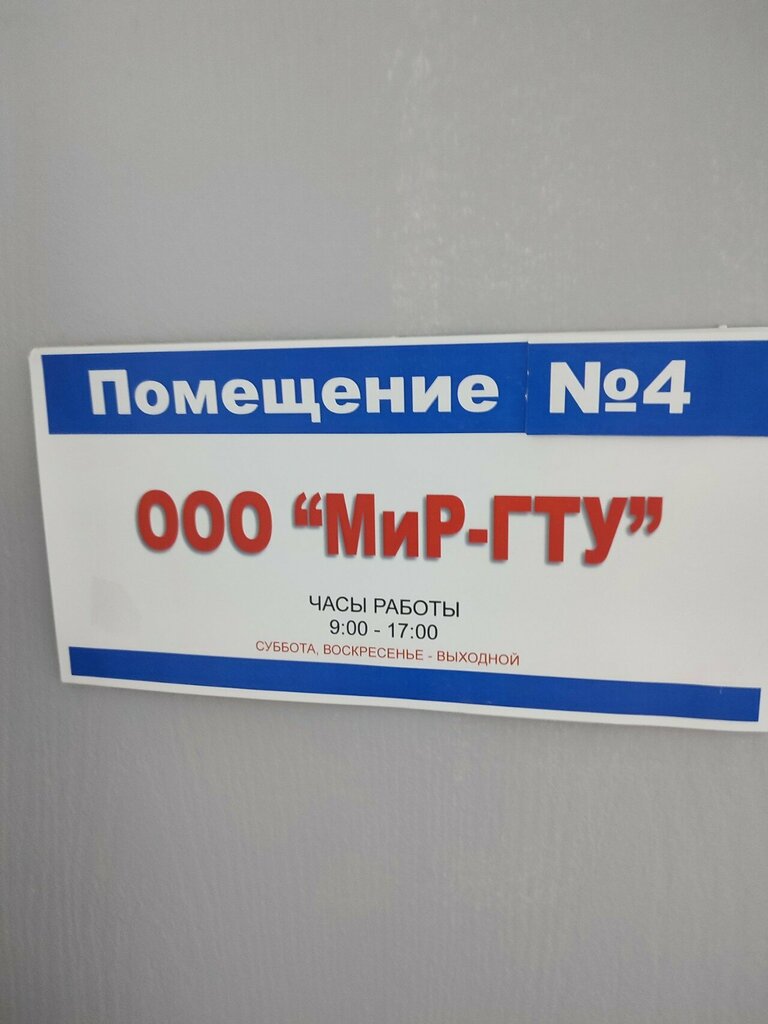 Помещение №4
ООО “МиР-ГТУ”
ЧАСЫ РАБОТЫ
9:00 - 17:00
СУББОТА, ВОСКРЕСЕНЬЕ - ВЫХОДНОЙ